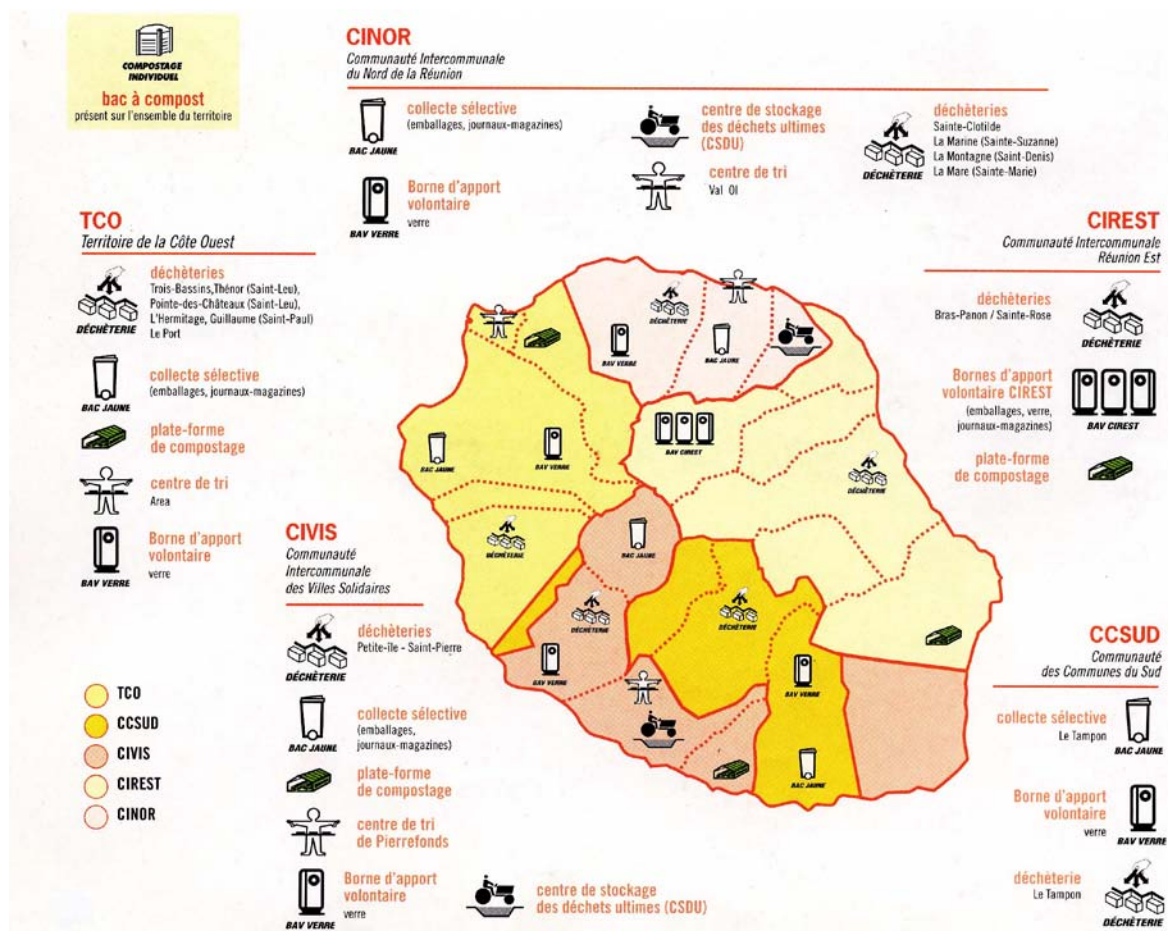 COMPOSTAGE
INDIVIDUEL
bac à compost
présent sur l'ensemble du territoire
CINOR
Communauté Intercommunale
du Nord de la Réunion
BAC JAUNE
collecte sélective
(emballages, journaux-magazines)
BAV VERRE
Borne d'apport
volontaire
verre
centre de stockage
des déchets ultimes
(CSDU)
centre de tri
Val OI
DÉCHÈTERIE
déchèteries
Sainte-Clotilde
La Marine (Sainte-Suzanne)
La Montagne (Saint-Denis)
La Mare (Sainte-Marie)
TCO
Territoire de la Côte Ouest
DÉCHÈTERIE
déchèteries
Trois-Bassins,Thénor (Saint-Leu),
Pointe-des-Châteaux (Saint-Leu),
L'Hermitage, Guillaume (Saint-Paul)
Le Port
BAC JAUNE
collecte sélective
(emballages, journaux-magazines)
plate-forme
de compostage
centre de tri
Area
BAV VERRE
Borne d'apport
volontaire
verre
CIREST
Communauté Intercommunale
Réunion Est
déchèteries
Bras-Panon / Sainte-Rose
DÉCHÈTERIE
Bornes d'apport
volontaire CIREST
(emballages, verre,
journaux-magazines)
BAV CIREST
plate-forme
de compostage
DÉCHÈTERIE
BAV VERRE
BAC JAUNE
BAC JAUNE
BAV VERRE
BAV CIREST
DÉCHÈTERIE
DÉCHÈTERIE
BAC JAUNE
DÉCHÈTERIE
DÉCHÈTERIE
BAV VERRE
BAV VERRE
BAC JAUNE
CIVIS
Communauté
Intercommunale
des Villes Solidaires
DÉCHÈTERIE
déchèteries
Petite-île - Saint-Pierre
BAC JAUNE
collecte sélective
(emballages,
journaux-magazines)
plate-forme
de compostage
centre de tri
de Pierrefonds
BAV VERRE
Borne d'apport
volontaire
verre
centre de stockage
des déchets ultimes (CSDU)
TCO
CCSUD
CIVIS
CIREST
CINOR
CCSUD
Communauté
des Communes du Sud
collecte sélective
Le Tampon
BAC JAUNE
Borne d'apport
volontaire
verre
BAV VERRE
déchèterie
Le Tampon
DÉCHÈTERIE